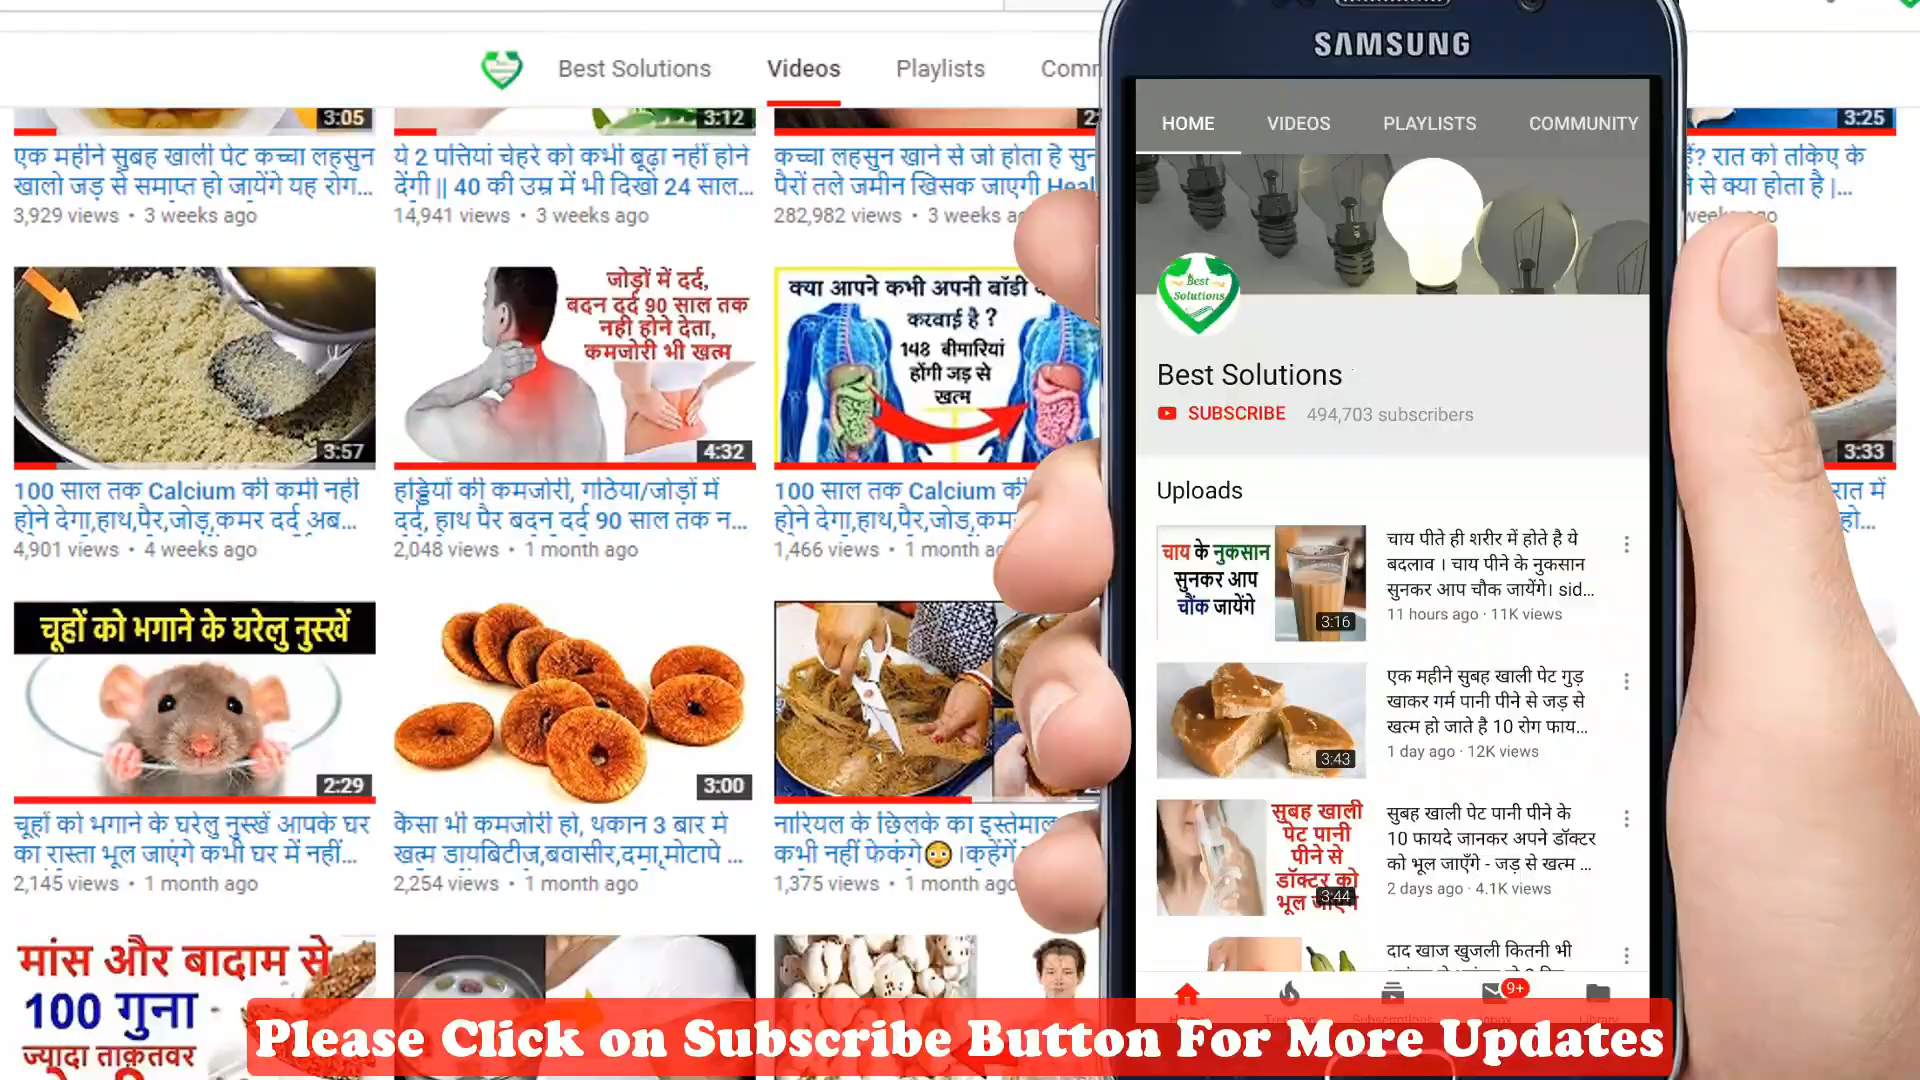 Best Solutions Videos Playlists
3:05
3:12
3:25
एक महीने सुबह खाली पेट कच्चा लहसुन
खालो जड़ से समाप्त हो जायेंगे यह रोग...
3,929 views • 3 weeks ago
ये 2 पत्तियां चेहरे को कभी बूढ़ा नहीं होने
देंगी || 40 की उम्र में भी दिखो 24 साल...
14,941 views • 3 weeks ago
कच्चा लहसुन खाने से जो होता है
पैरों तले जमीन खिसक जाएगी
282,982 views • 3 weeks
रात को तकिए के
से क्या होता है |...
3:57
जोड़ों में दर्द,
बदन दर्द 90 साल तक
नही होने देता,
कमजोरी भी खत्म
4:32
क्या आपने कभी अपनी बॉडी
करवाई है ?
148 बीमारियां
होंगी जड़ से
खत्म
3:33
100 साल तक Calcium की कमी नही
होने देगा,हाथ,पैर,जोड़,कमर दर्द अब...
4,901 views • 4 weeks ago
हड्डियों की कमजोरी, गठिया/जोड़ों में
दर्द, हाथ पैर बदन दर्द 90 साल तक न...
2,048 views • 1 month ago
100 साल तक Calcium की
होने देगा,हाथ,पैर,जोड़,कम
1,466 views • 1 month
रात में
हो...
चूहों को भगाने के घरेलु नुस्खें
2:29
3:00
चूहों को भगाने के घरेलु नुस्खें आपके घर
का रास्ता भूल जाएंगे कभी घर में नहीं...
2,145 views • 1 month ago
कैसा भी कमजोरी हो, थकान 3 बार में
खत्म डायबिटीज,बवासीर,दमा,मोटापे ...
2,254 views • 1 month ago
नारियल के छिलके का इस्तेमाल
कभी नहीं फेकंगे😳।कहेंगे
1,375 views • 1 month ago
मांस और बादाम से
100 गुना
ज्यादा ताक़तवर
SAMSUNG
HOME VIDEOS PLAYLISTS COMMUNITY
Best
Solutions
Best Solutions
SUBSCRIBE 494,703 subscribers
Uploads
चाय के नुकसान
सुनकर आप
चौंक जायेंगे
3:16
चाय पीते ही शरीर में होते है ये
बदलाव । चाय पीने के नुकसान
सुनकर आप चौक जायेंगे। sid...
11 hours ago · 11K views
3:43
एक महीने सुबह खाली पेट गुड़
खाकर गर्म पानी पीने से जड़ से
खत्म हो जाते है 10 रोग फाय...
1 day ago · 12K views
सुबह खाली
पेट पानी
पीने से
डॉक्टर को
भूल जाएंगे
3:44
सुबह खाली पेट पानी पीने के
10 फायदे जानकर अपने डॉक्टर
को भूल जाएँगे - जड़ से खत्म ...
2 days ago · 4.1K views
दाद खाज खुजली कितनी भी
9+
Please Click on Subscribe Button For More Updates